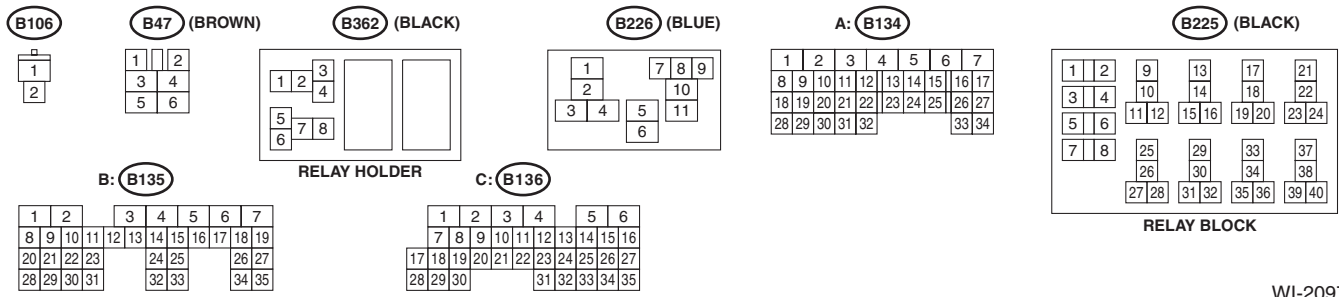 B106
B47 (BROWN)
B362 (BLACK)
B226 (BLUE)
A: B134
B225 (BLACK)
1
2
1 2
3 4
5 6
1 2 3
4
5
6 7 8
RELAY HOLDER
1 7 8 9
2 10
3 4 5 11
6
1 2 3 4 5 6 7
8 9 10 11 12 13 14 15 16 17
18 19 20 21 22 23 24 25 26 27
28 29 30 31 32 33 34
1 2 9 13 17 21
3 4 10 14 18 22
11 12 15 16 19 20 23 24
5 6
7 8 25 29 33 37
26 30 34 38
27 28 31 32 35 36 39 40
RELAY BLOCK
B: B135
1 2 3 4 5 6 7
8 9 10 11 12 13 14 15 16 17 18 19
20 21 22 23 24 25 26 27
28 29 30 31 32 33 34 35
C: B136
1 2 3 4 5 6
7 8 9 10 11 12 13 14 15 16
17 18 19 20 21 22 23 24 25 26 27
28 29 30 31 32 33 34 35